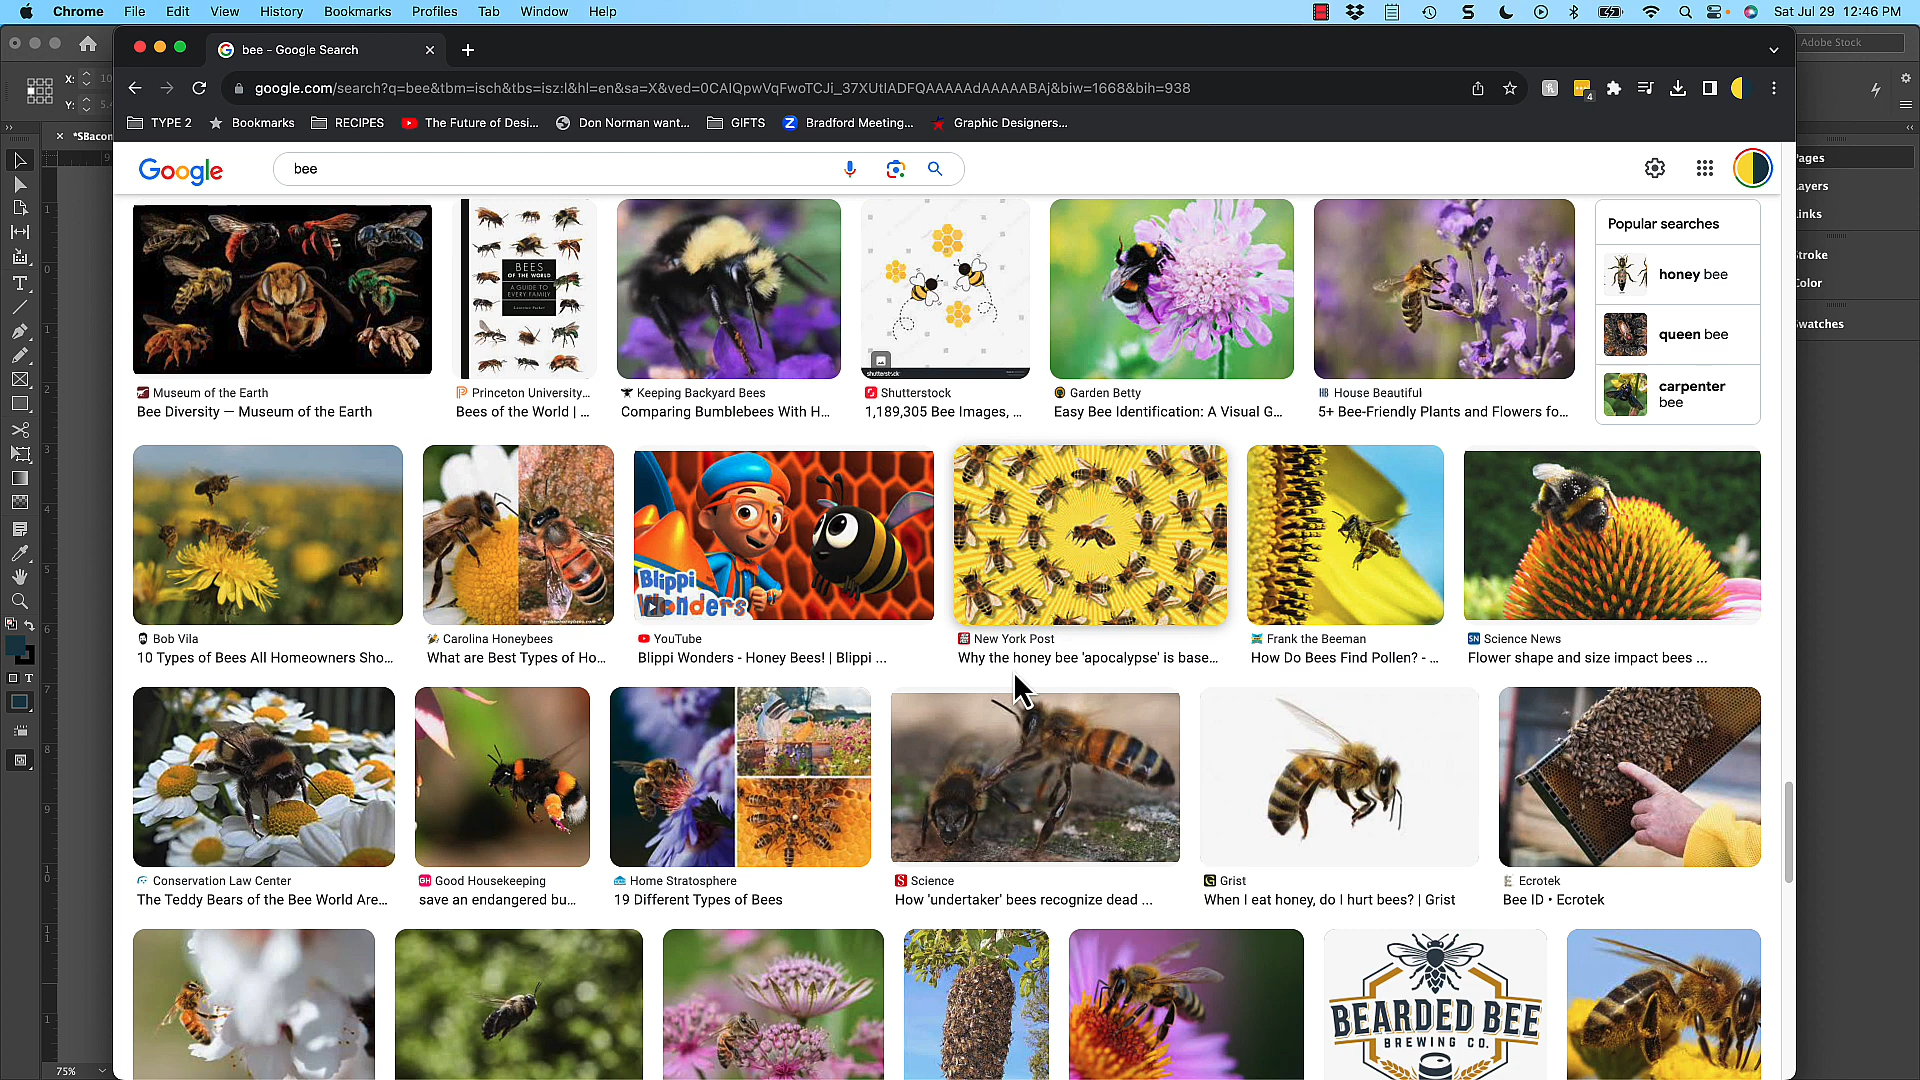 Chrome File Edit View History Bookmarks Profiles Tab Window Help
Sat Jul 29 12:46 PM
bee - Google Search
Adobe Stock
google.com/search?q=bee&tbm=isch&tbs=isz:l&hl=en&sa=X&ved=0CAIQpwVqFwoTCJi_37XUtIADFQAAAAAdAAAAABAj&biw=1668&bih=938
4
X:
Y:
TYPE 2 Bookmarks RECIPES The Future of Desi... Don Norman want... GIFTS Bradford Meeting... Graphic Designers...
*SBacon
Google
bee
Pages
Layers
Links
Stroke
Color
Swatches
Popular searches
honey bee
queen bee
carpenter
bee
BEES
OF THE WORLD
A GUIDE TO
EVERY FAMILY
shutterstock
Museum of the Earth
Bee Diversity — Museum of the Earth
Princeton University...
Bees of the World | ...
Keeping Backyard Bees
Comparing Bumblebees With H...
Shutterstock
1,189,305 Bee Images, ...
Garden Betty
Easy Bee Identification: A Visual G...
House Beautiful
5+ Bee-Friendly Plants and Flowers fo...
Blippi
Wonders
Bob Vila
10 Types of Bees All Homeowners Sho...
Carolina Honeybees
What are Best Types of Ho...
YouTube
Blippi Wonders - Honey Bees! | Blippi ...
New York Post
Why the honey bee 'apocalypse' is base...
Frank the Beeman
How Do Bees Find Pollen? - ...
Science News
Flower shape and size impact bees ...
Conservation Law Center
The Teddy Bears of the Bee World Are...
Good Housekeeping
save an endangered bu...
Home Stratosphere
19 Different Types of Bees
Science
How 'undertaker' bees recognize dead ...
Grist
When I eat honey, do I hurt bees? | Grist
Ecrotek
Bee ID • Ecrotek
BEARDED BEE
BREWING CO.
75%